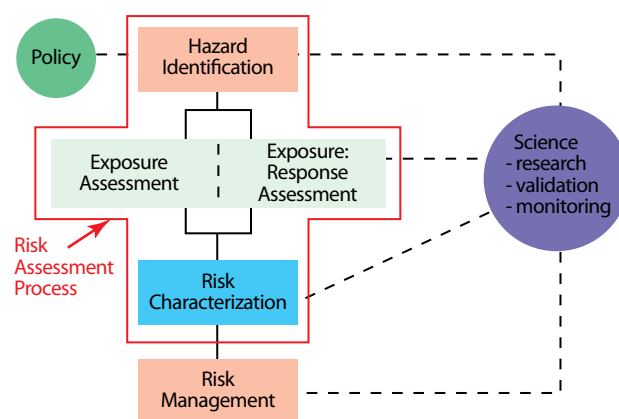 Policy
Hazard
Identification
Science
- research
- validation
- monitoring
Exposure
Assessment
Exposure:
Response
Assessment
Risk
Assessment
Process
Risk
Characterization
Risk
Management